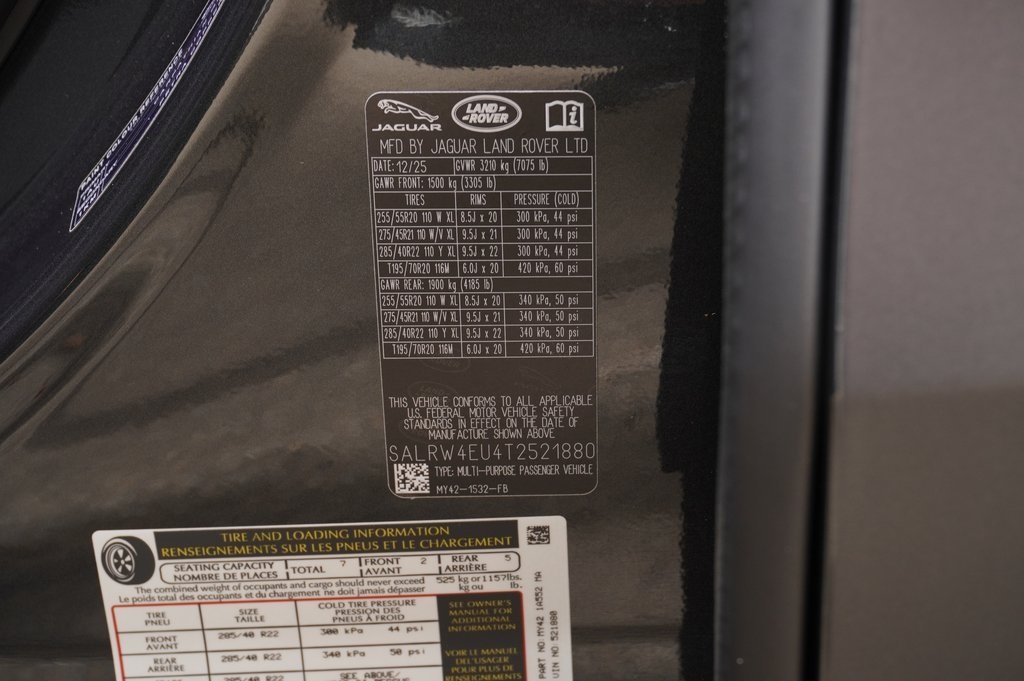 PAINT COLOUR REFERENCE
JAGUAR
LAND ROVER
MFD BY JAGUAR LAND ROVER LTD
DATE: 12/25 GVWR 3210 kg (7075 lb)
GAWR FRONT: 1500 kg (3305 lb)
TIRES RIMS PRESSURE (COLD)
255/55R20 110 W XL 8.5J x 20 300 kPa, 44 psi
275/45R21 110 W/V XL 9.5J x 21 300 kPa, 44 psi
285/40R22 110 Y XL 9.5J x 22 300 kPa, 44 psi
T195/70R20 116M 6.0J x 20 420 kPa, 60 psi
GAWR REAR: 1900 kg (4185 lb)
255/55R20 110 W XL 8.5J x 20 340 kPa, 50 psi
275/45R21 110 W/V XL 9.5J x 21 340 kPa, 50 psi
285/40R22 110 Y XL 9.5J x 22 340 kPa, 50 psi
T195/70R20 116M 6.0J x 20 420 kPa, 60 psi
THIS VEHICLE CONFORMS TO ALL APPLICABLE
U.S. FEDERAL MOTOR VEHICLE SAFETY
STANDARDS IN EFFECT ON THE DATE OF
MANUFACTURE SHOWN ABOVE
SALRW4EU4T2521880
TYPE: MULTI-PURPOSE PASSENGER VEHICLE
MY42-1532-FB
TIRE AND LOADING INFORMATION
RENSEIGNEMENTS SUR LES PNEUS ET LE CHARGEMENT
SEATING CAPACITY TOTAL 7 FRONT 2 REAR 5
NOMBRE DE PLACES AVANT ARRIÈRE
The combined weight of occupants and cargo should never exceed 525 kg or 1157 lbs.
Le poids total des occupants et du chargement ne doit jamais dépasser kg ou lb.
TIRE SIZE COLD TIRE PRESSURE
PNEU TAILLE PRESSION DES
PNEUS À FROID
SEE OWNER'S
MANUAL FOR
ADDITIONAL
INFORMATION
FRONT 285/40 R22 300 kPa 44 psi
AVANT
REAR 285/40 R22 340 kPa 50 psi
ARRIÈRE
VOIR LE MANUEL
DE L'USAGER
POUR PLUS DE
RENSEIGNEMENTS
285/40 R22 SEE ABOVE/
PART NO: MY42 1A552 MA
VIN NO: 521880